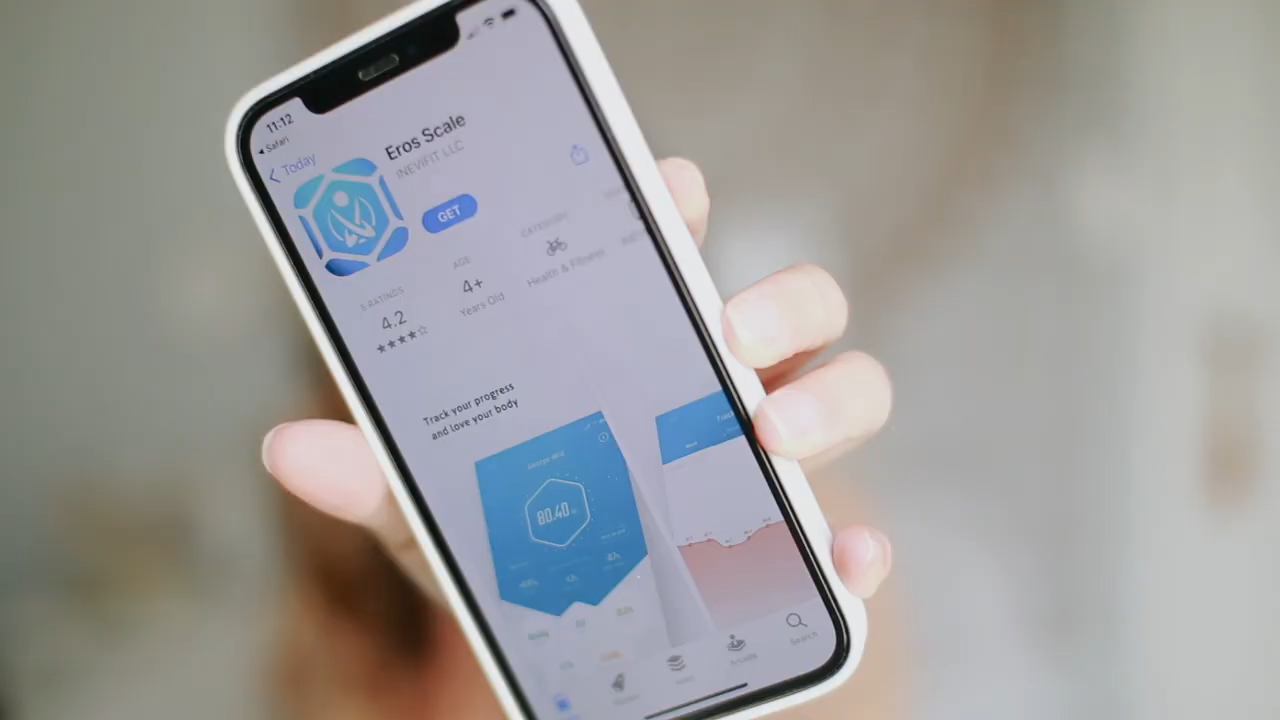 11:12
Safari
Today
Eros Scale
INEVIFIT LLC
GET
5 RATINGS
4.2
AGE
4+
Years Old
CATEGORY
Health & Fitness
Track your progress
and love your body
80.40
Arcade
Search